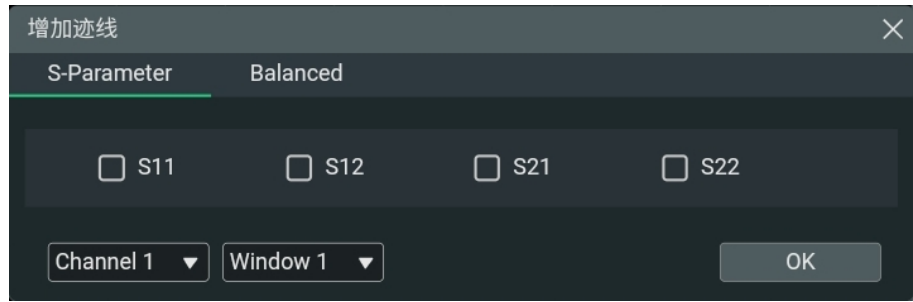 增加迹线
S-Parameter Balanced
S11 S12 S21 S22
Channel 1 Window 1 OK